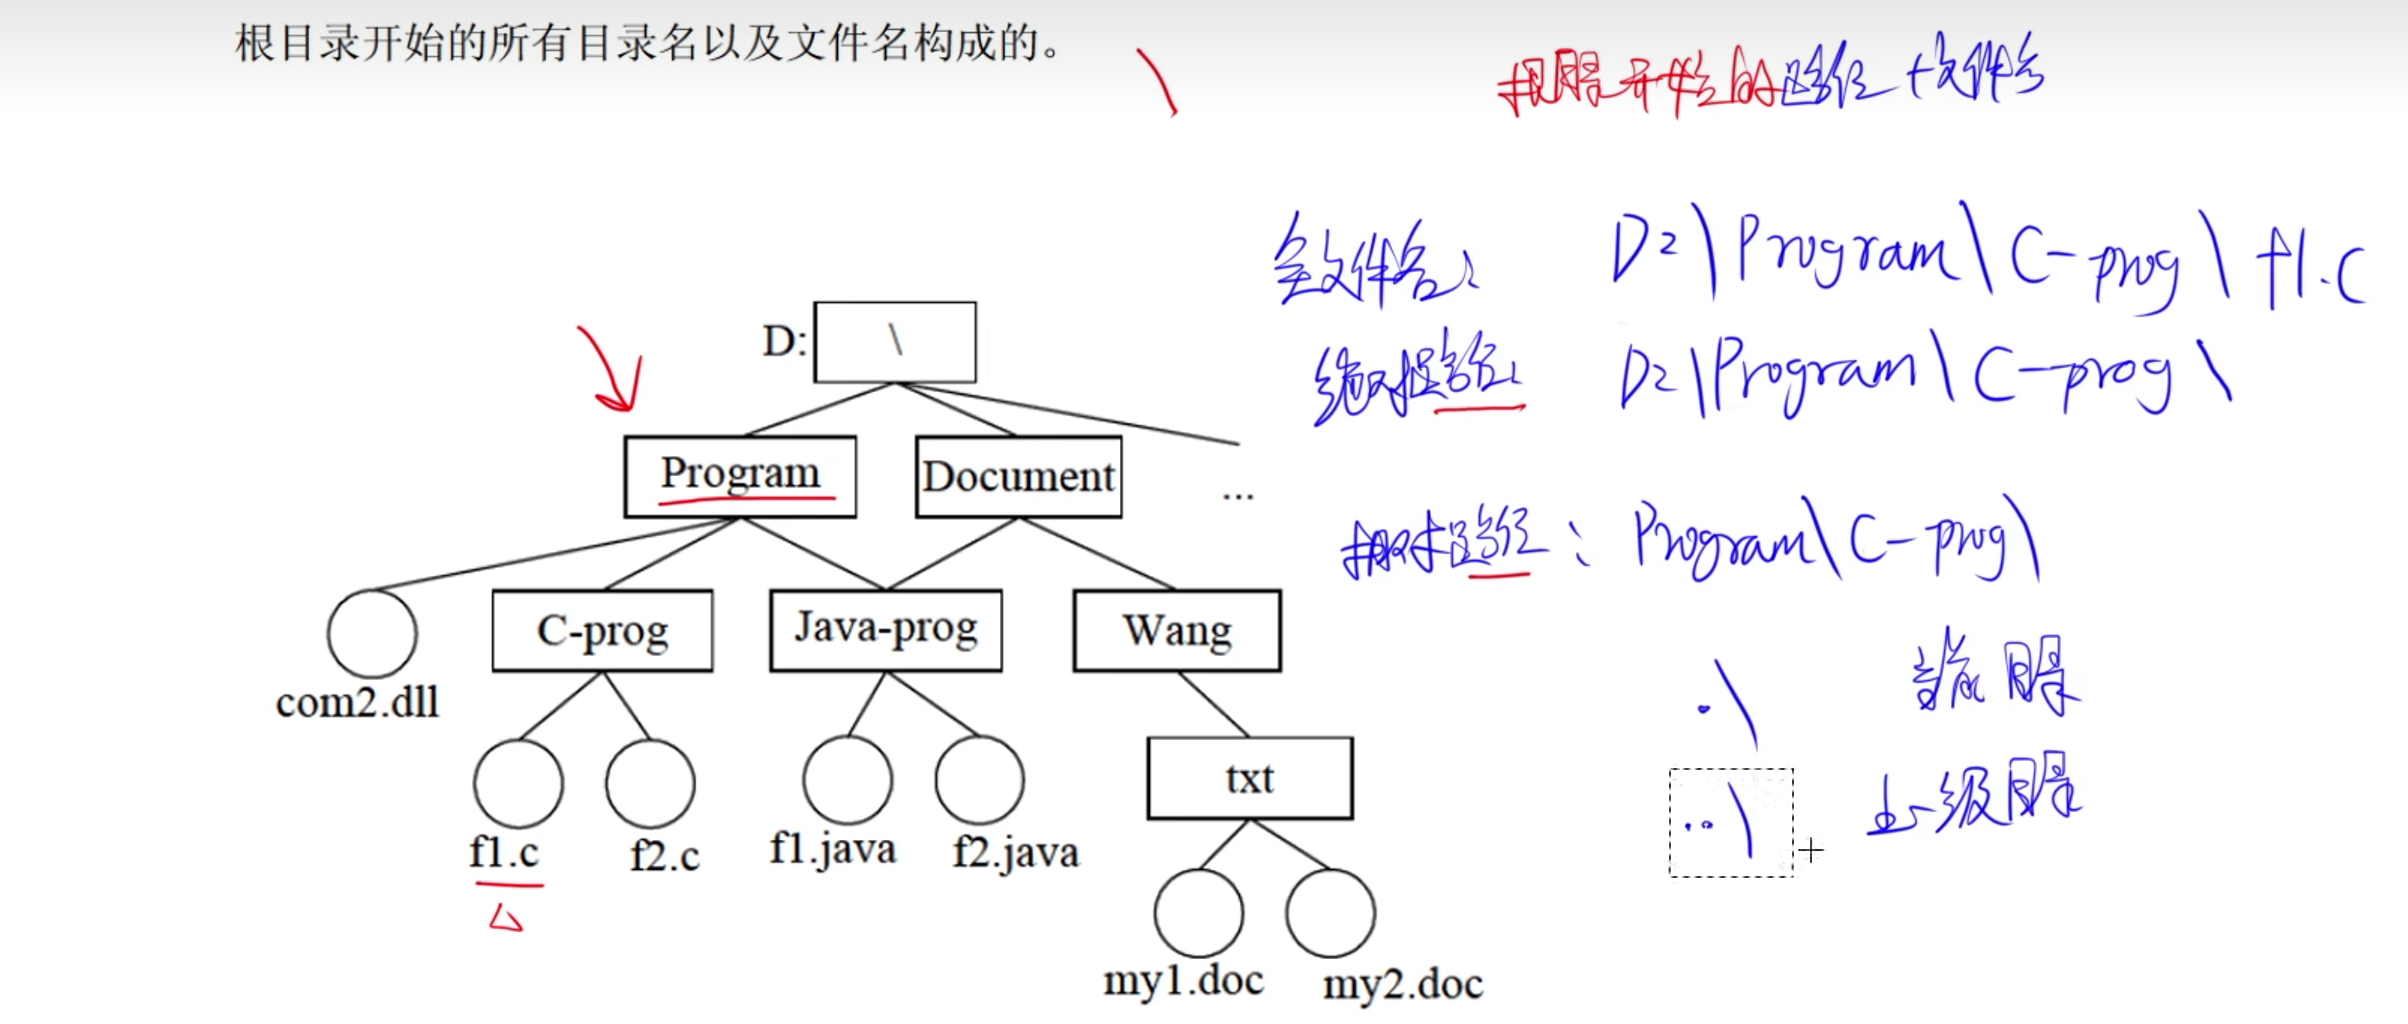 根目录开始的所有目录名以及文件名构成的。
\
根目录开始的路径+文件名
全文件名: D:\Program\C-prog\f1.c
D: \
绝对路径: D:\Program\C-prog\
Program Document ...
相对路径: Program\C-prog\
C-prog Java-prog Wang
.\ 当前目录
com2.dll
txt
..\ 上一级目录
f1.c f2.c f1.java f2.java
my1.doc my2.doc